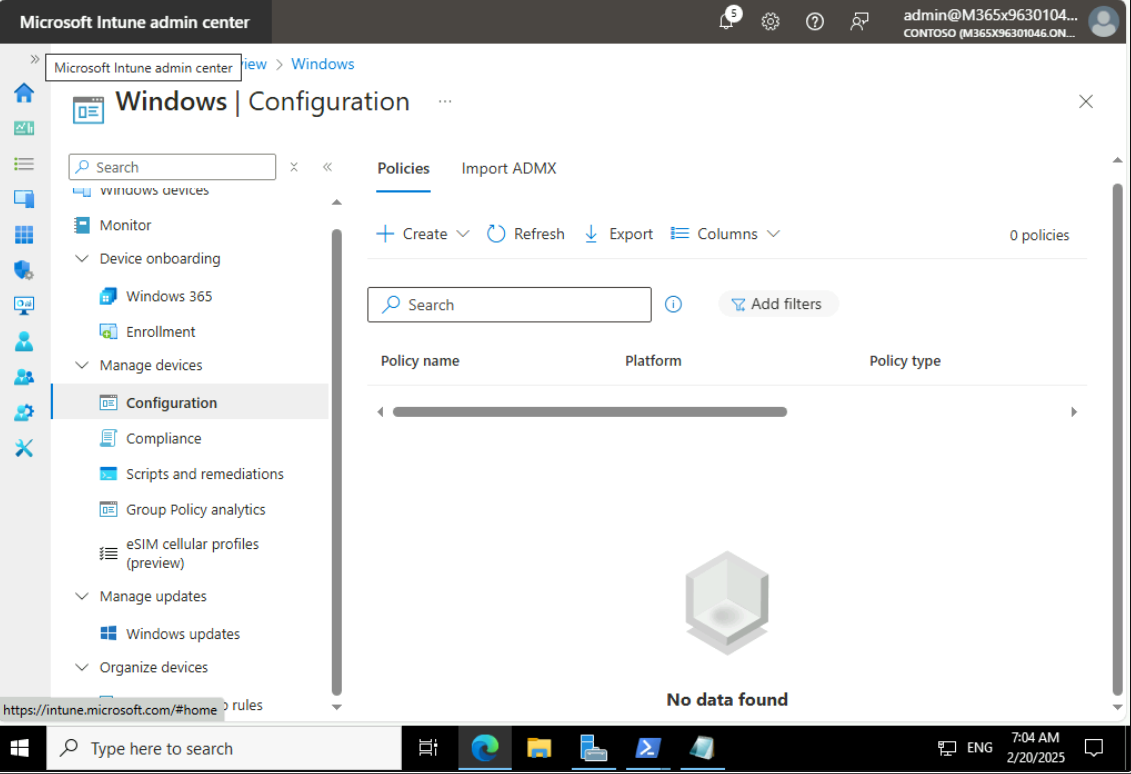 Microsoft Intune admin center
5
admin@M365x9630104...
CONTOSO (M365X96301046.ON...
Microsoft Intune admin center
view > Windows
Windows | Configuration ...
Search
Windows devices
Monitor
Device onboarding
Windows 365
Enrollment
Manage devices
Configuration
Compliance
Scripts and remediations
Group Policy analytics
eSIM cellular profiles
(preview)
Manage updates
Windows updates
Organize devices
rules
https://intune.microsoft.com/#home
Policies
Import ADMX
Create
Refresh
Export
Columns
0 policies
Search
Add filters
Policy name
Platform
Policy type
No data found
Type here to search
ENG
7:04 AM
2/20/2025